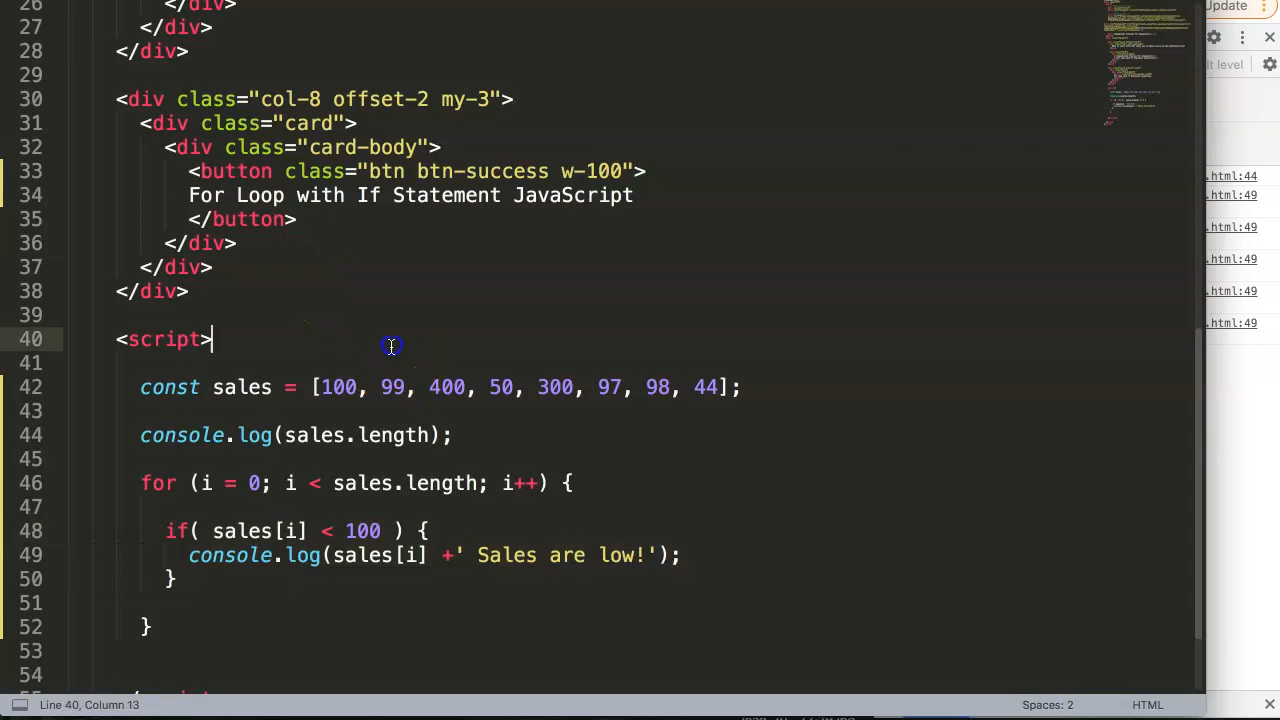 Update
26 </div>
27 </div>
28 </div>
29
30 <div class="col-8 offset-2 my-3">
31 <div class="card">
32 <div class="card-body">
33 <button class="btn btn-success w-100">
34 For Loop with If Statement JavaScript
35 </button>
36 </div>
37 </div>
38 </div>
39
40 <script>
41
42 const sales = [100, 99, 400, 50, 300, 97, 98, 44];
43
44 console.log(sales.length);
45
46 for (i = 0; i < sales.length; i++) {
47
48 if( sales[i] < 100 ) {
49 console.log(sales[i] +' Sales are low!');
50 }
51
52 }
53
54
lt level
.html:44
.html:49
.html:49
.html:49
.html:49
.html:49
Line 40, Column 13
Spaces: 2
HTML